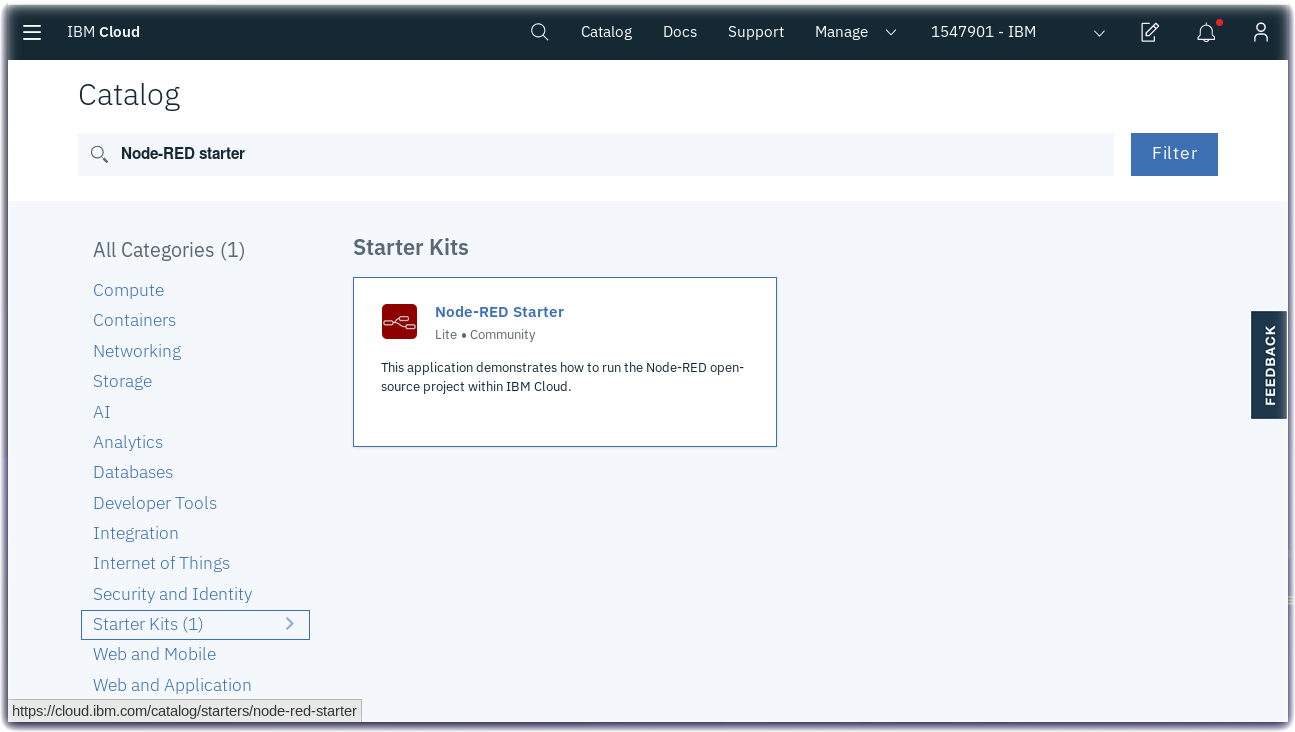 IBM Cloud
Catalog
Docs
Support
Manage
1547901 - IBM
Catalog
Node-RED starter
Filter
All Categories (1)
Compute
Containers
Networking
Storage
AI
Analytics
Databases
Developer Tools
Integration
Internet of Things
Security and Identity
Starter Kits (1)
Web and Mobile
Web and Application
Starter Kits
Node-RED Starter
Lite • Community
This application demonstrates how to run the Node-RED open-
source project within IBM Cloud.
FEEDBACK
https://cloud.ibm.com/catalog/starters/node-red-starter